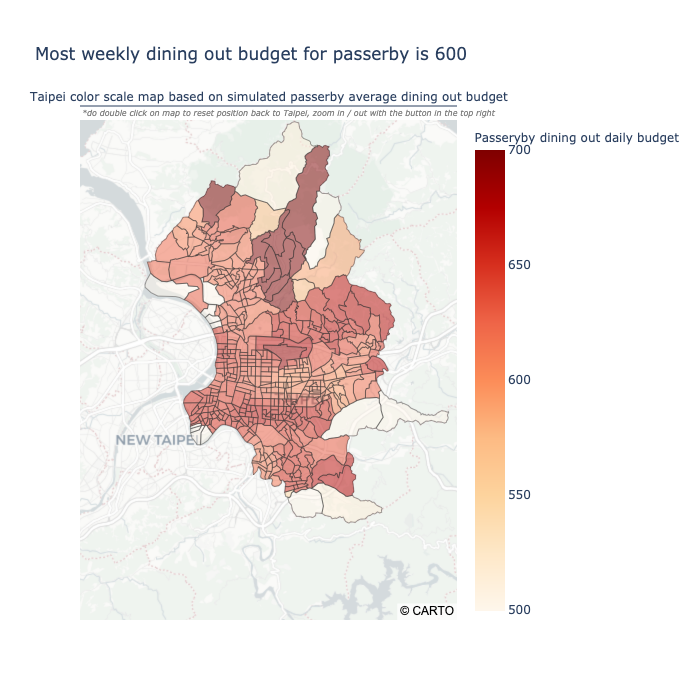 Most weekly dining out budget for passerby is 600
Taipei color scale map based on simulated passerby average dining out budget
*do double click on map to reset position back to Taipei, zoom in / out with the button in the top right
Passeryby dining out daily budget
700
650
600
550
500
NEW TAIPEI
© CARTO